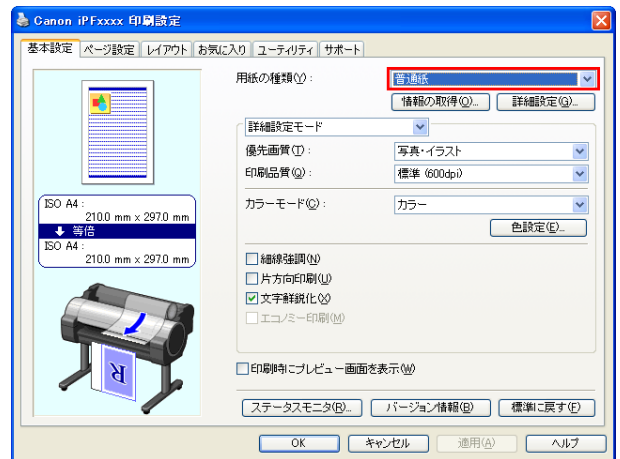 Canon iPFxxxx 印刷設定
基本設定 ページ設定 レイアウト お気に入り ユーティリティ サポート
用紙の種類(Y): 普通紙
情報の取得(Q)... 詳細設定(G)...
詳細設定モード
優先画質(T): 写真・イラスト
印刷品質(Q): 標準 (600dpi)
カラーモード(C): カラー
色設定(E)...
ISO A4 :
210.0 mm x 297.0 mm
等倍
ISO A4 :
210.0 mm x 297.0 mm
細線強調(N)
片方向印刷(U)
文字鮮鋭化(X)
エコノミー印刷(M)
R
印刷時にプレビュー画面を表示(W)
ステータスモニタ(R)... バージョン情報(B) 標準に戻す(F)
OK キャンセル 適用(A) ヘルプ